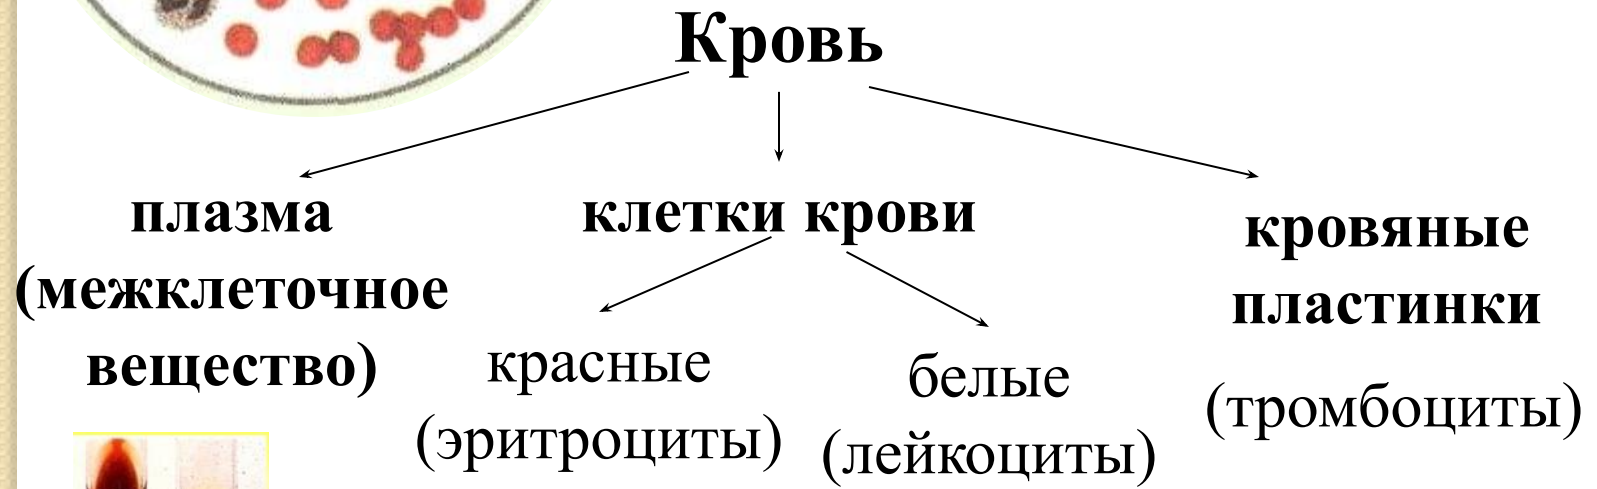 Кровь
плазма
(межклеточное
вещество)
клетки крови
красные
(эритроциты)
белые
(лейкоциты)
кровяные
пластинки
(тромбоциты)